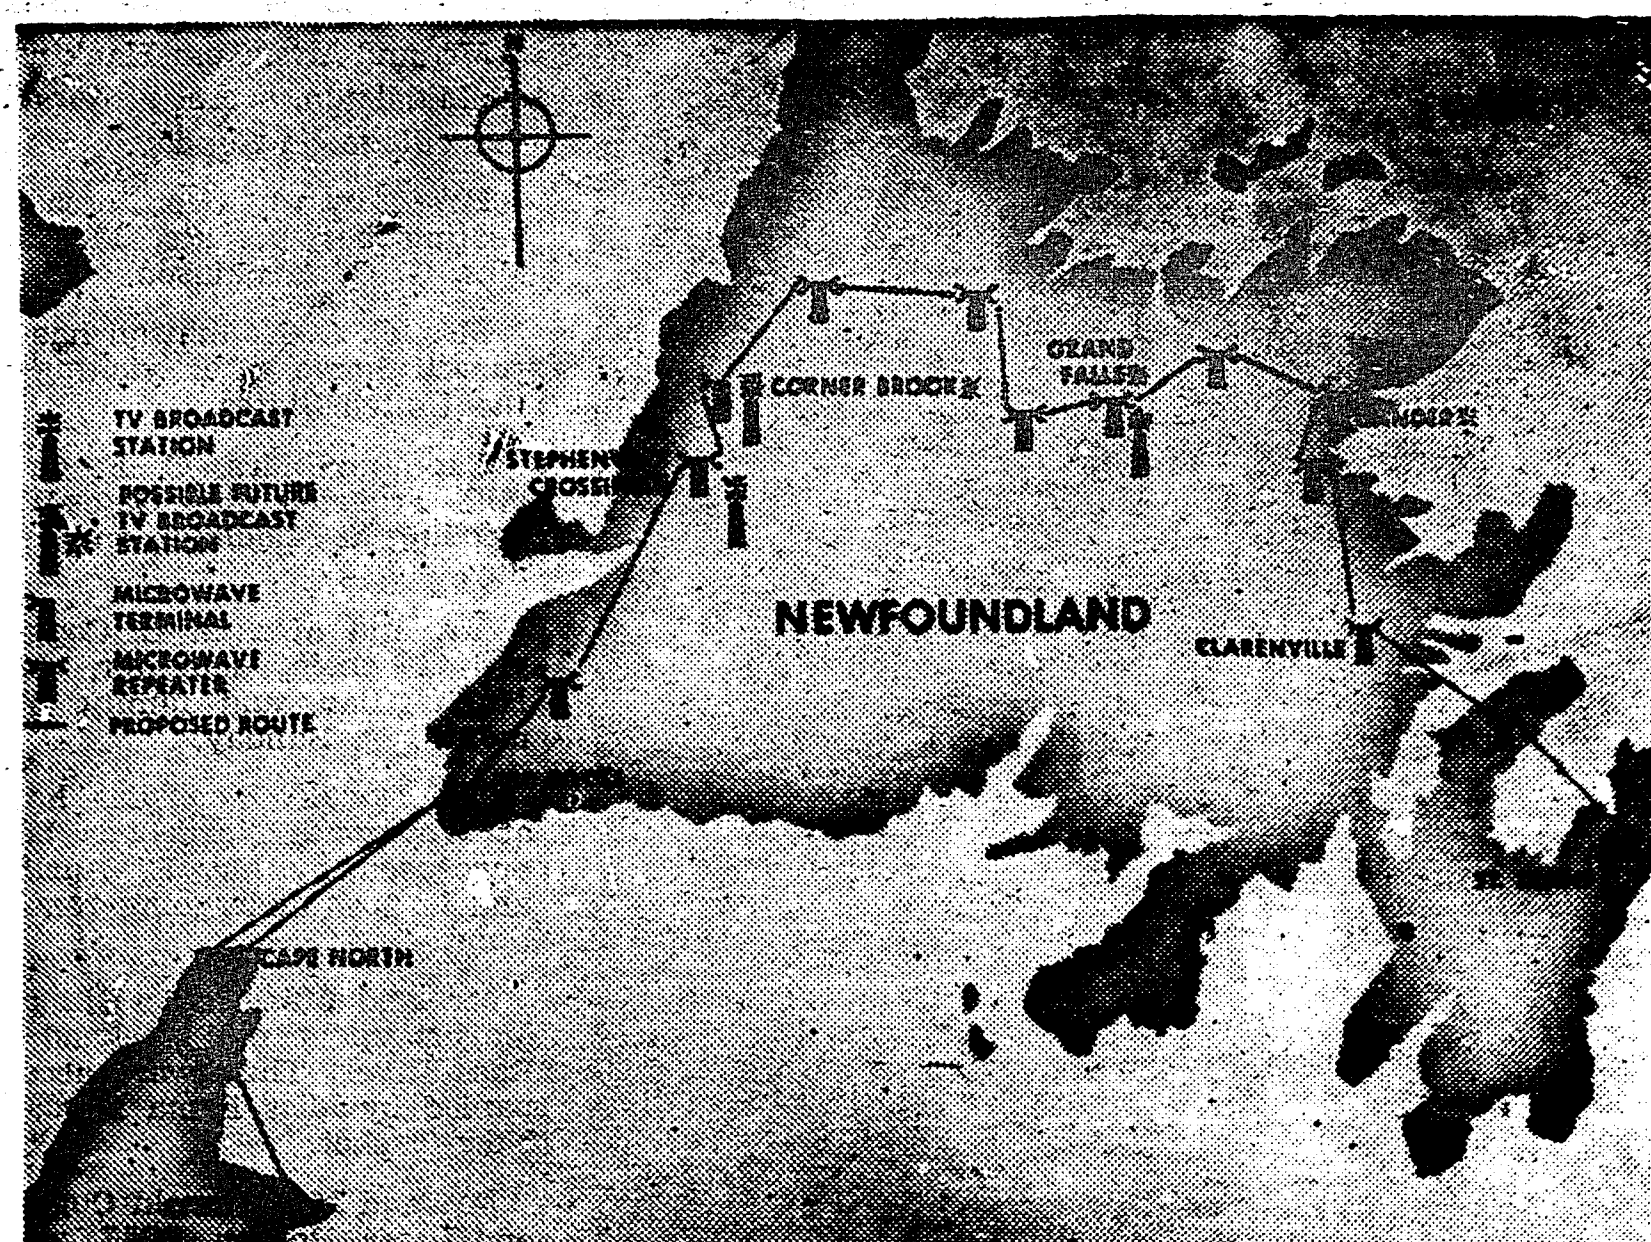 CORNER BROOK
GRAND
FALLS
TV BROADCAST
STATION
POSSIBLE FUTURE
TV BROADCAST
STATION
MICROWAVE
TERMINAL
MICROWAVE
REPEATER
PROPOSED ROUTE
NEWFOUNDLAND
CLARENVILLE
CAPE NORTH